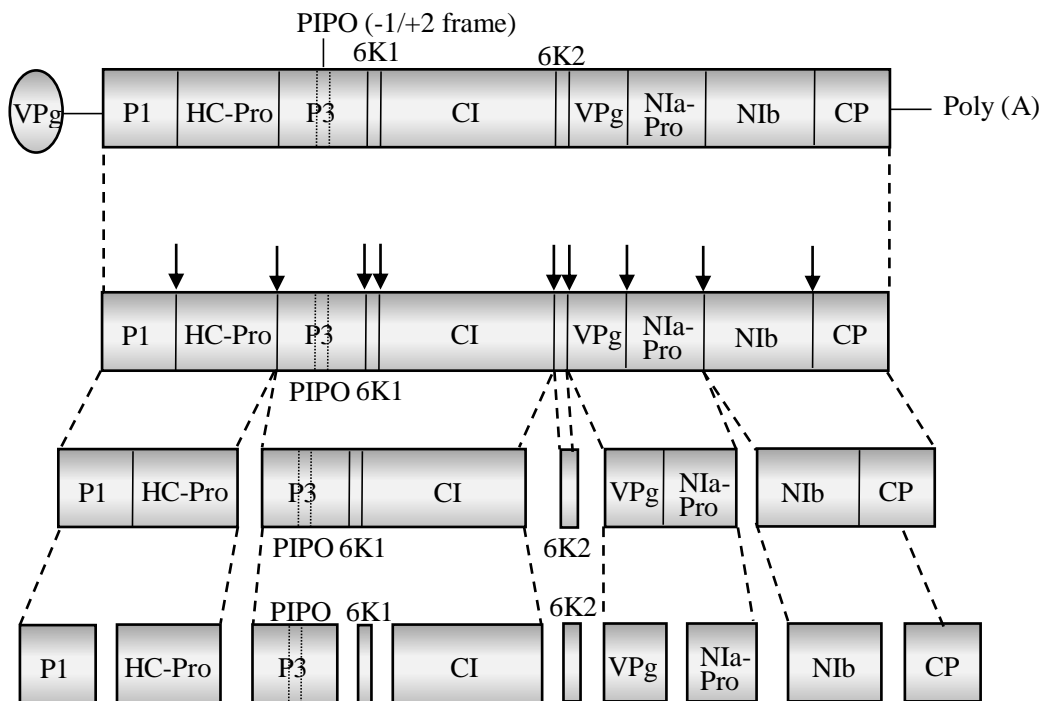 PIPO (-1/+2 frame)
6K1
6K2
VPg
P1
HC-Pro
P3
CI
VPg
NIa-
Pro
NIb
CP
Poly (A)
P1
HC-Pro
P3
CI
VPg
NIa-
Pro
NIb
CP
PIPO 6K1
P1
HC-Pro
P3
CI
VPg
NIa-
Pro
NIb
CP
PIPO 6K1
6K2
PIPO
6K1
6K2
P1
HC-Pro
P3
CI
VPg
NIa-
Pro
NIb
CP